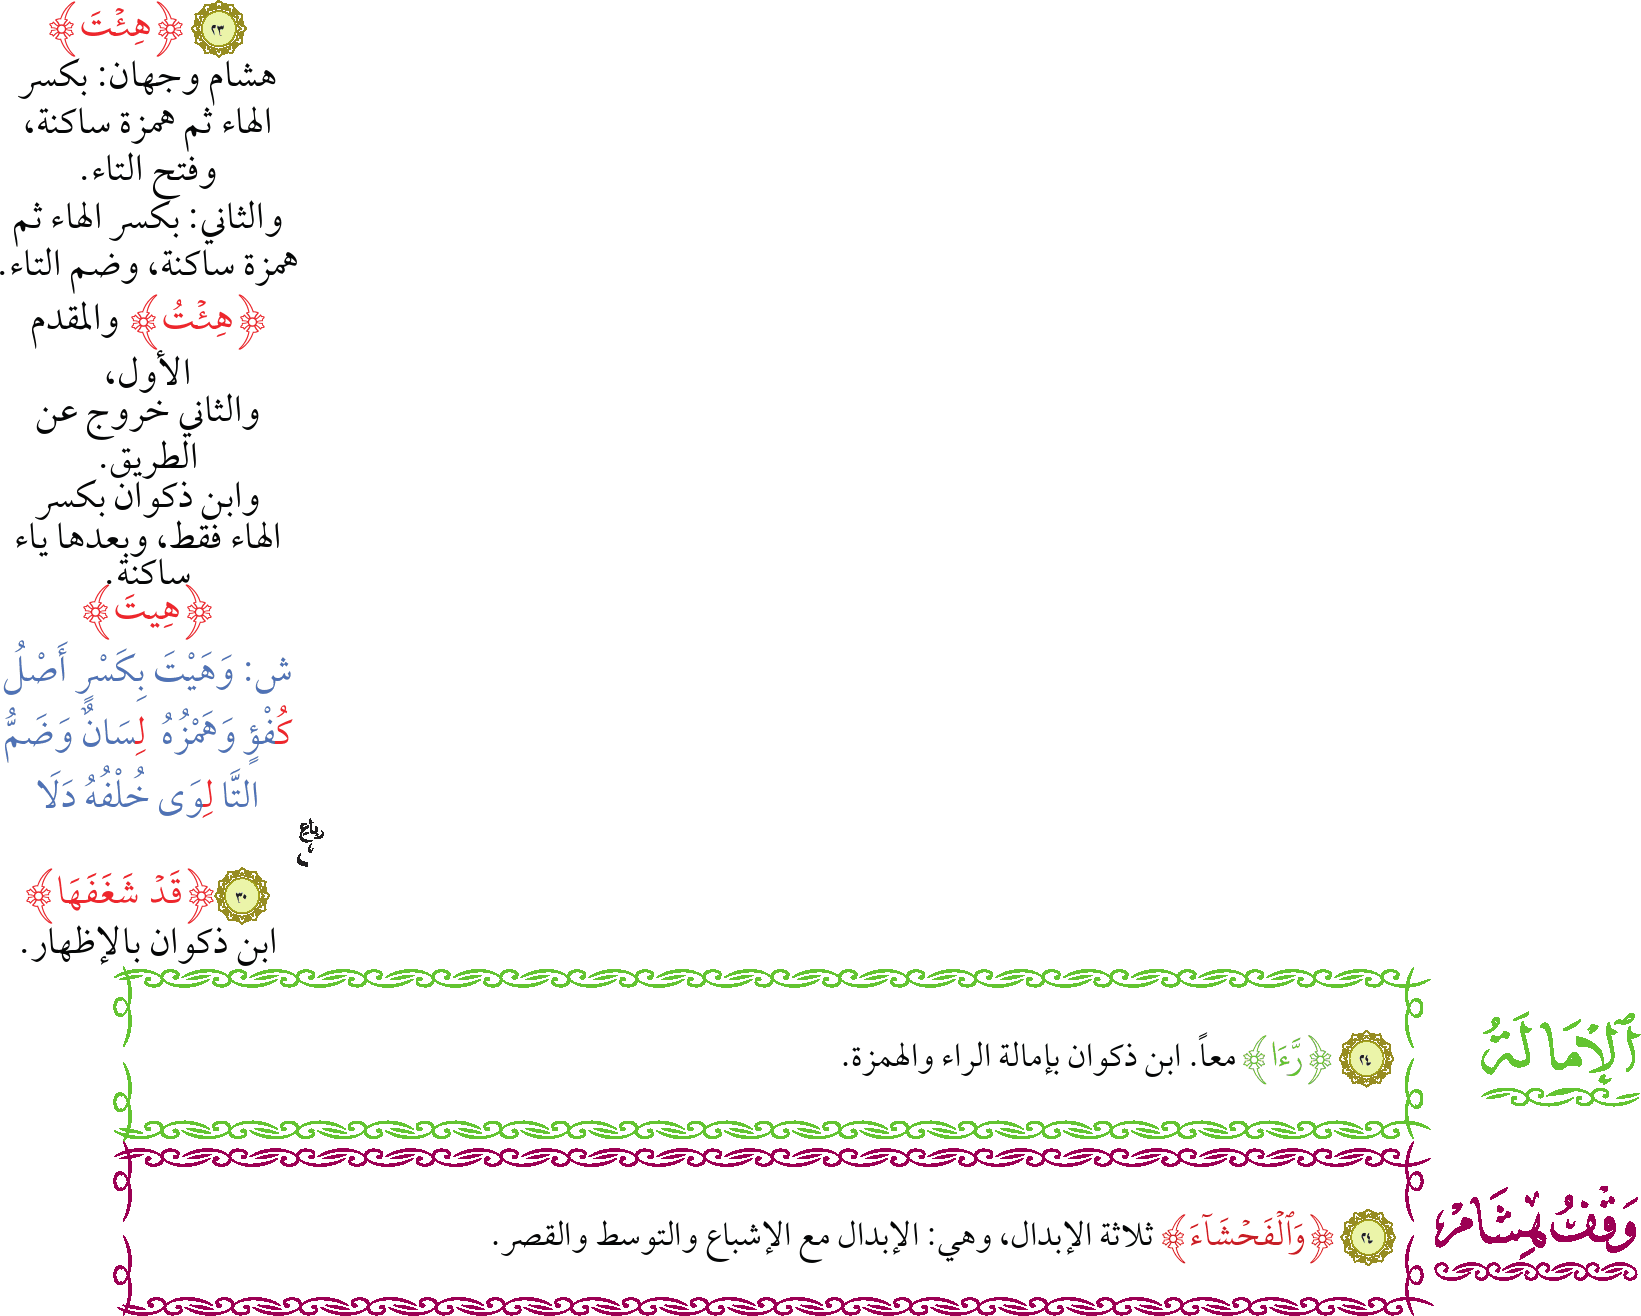 ٢٣ ﴿هِئْتَ﴾
هشام وجهان: بكسر
الهاء ثم همزة ساكنة،
وفتح التاء.
والثاني: بكسر الهاء ثم
همزة ساكنة، وضم التاء.
﴿هِئْتُ﴾ والمقدم
الأول،
والثاني خروج عن
الطريق.
وابن ذكوان بكسر
الهاء فقط، وبعدها ياء
ساكنة.
﴿هِيتَ﴾
ش: وَهَيْتَ بِكَسْرٍ أَصْلُ
كُفْؤٍ وَهَمْزُهُ لِسَانٌ وَضَمُّ
التَّا لِوَى خُلْفُهُ دَلَا
رباع
٣٠ ﴿قَدْ شَغَفَهَا﴾
ابن ذكوان بالإظهار.
ٱلْإِمَالَةُ
٢٤ ﴿رَّءَا﴾ معاً. ابن ذكوان بإمالة الراء والهمزة.
وَقْفُ هِشَامٍ
٢٤ ﴿وَٱلْفَحْشَآءَ﴾ ثلاثة الإبدال، وهي: الإبدال مع الإشباع والتوسط والقصر.